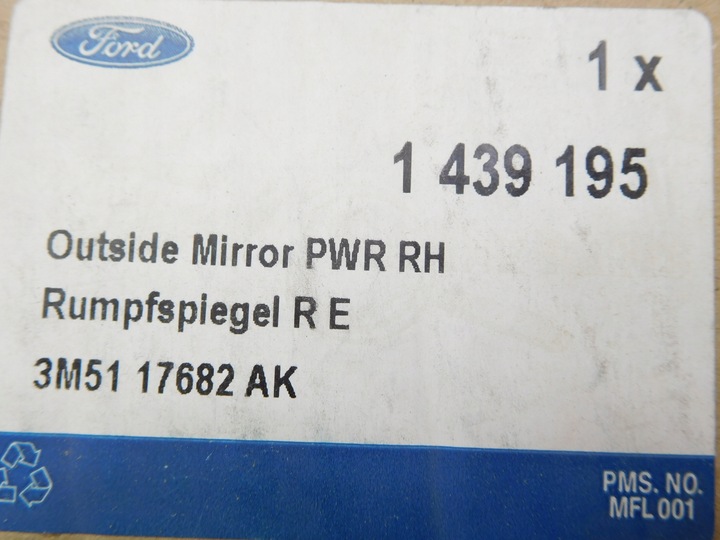 Ford
1 x
1 439 195
Outside Mirror PWR RH
Rumpfspiegel R E
3M51 17682 AK
PMS. NO.
MFL 001